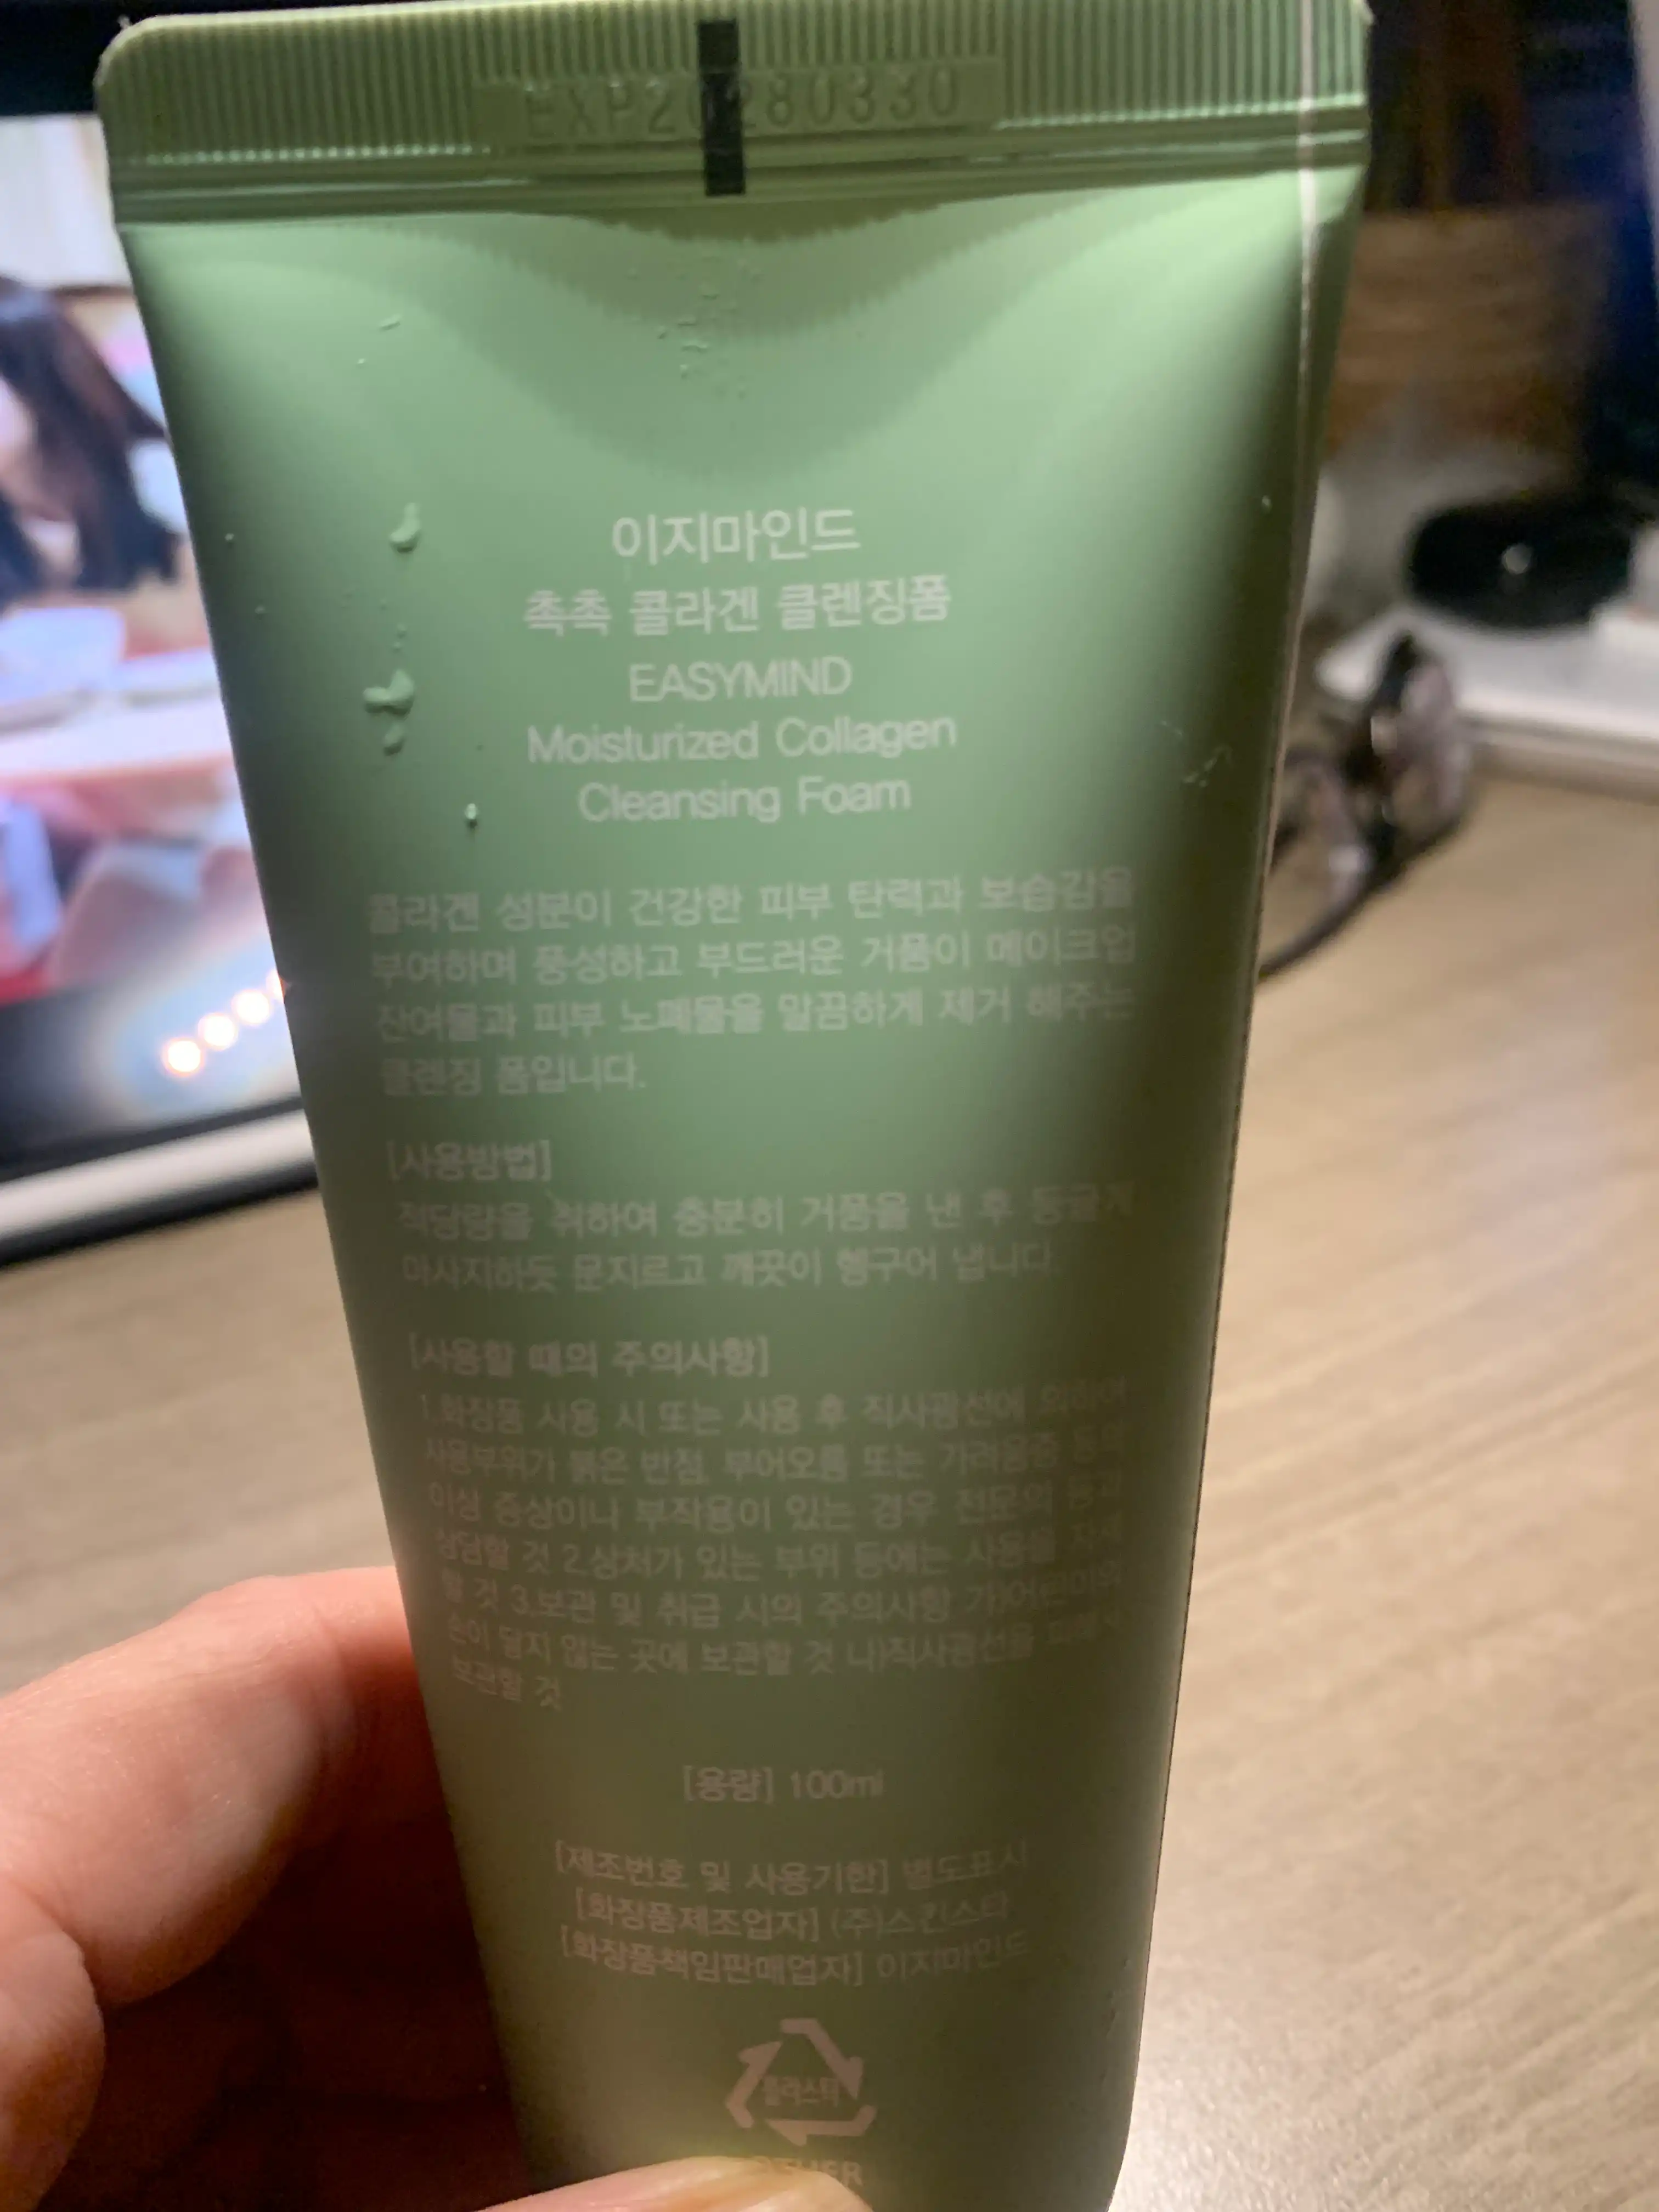 EXP20280330
이지마인드
촉촉 콜라겐 클렌징폼
EASYMIND
Moisturized Collagen
Cleansing Foam
콜라겐 성분이 건강한 피부 탄력과 보습감을
부여하며 풍성하고 부드러운 거품이 메이크업
잔여물과 피부 노폐물을 말끔하게 제거 해주는
클렌징 폼입니다.
[사용방법]
적당량을 취하여 충분히 거품을 낸 후 둥글게
마사지하듯 문지르고 깨끗이 헹구어 냅니다.
[사용할 때의 주의사항]
1.화장품 사용 시 또는 사용 후 직사광선에 의하여
사용부위가 붉은 반점, 부어오름 또는 가려움증 등의
이상 증상이나 부작용이 있는 경우 전문의 등과
상담할 것 2.상처가 있는 부위 등에는 사용을 자제
할 것 3.보관 및 취급 시의 주의사항 가)어린이의
손이 닿지 않는 곳에 보관할 것 나)직사광선을 피해서
보관할 것
[용량] 100ml
[제조번호 및 사용기한] 별도표시
[화장품제조업자] (주)스킨스타
[화장품책임판매업자] 이지마인드
플라스틱
OTHER